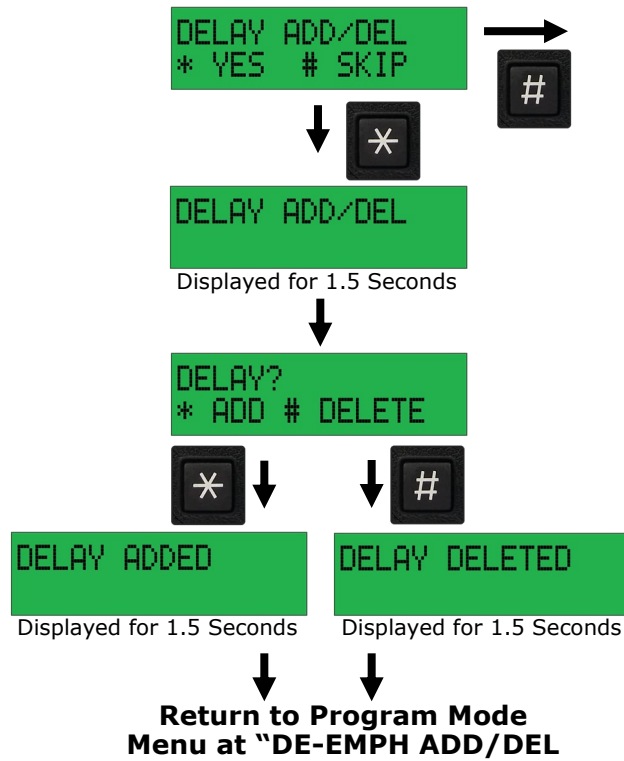 DELAY ADD/DEL
* YES # SKIP
#
*
DELAY ADD/DEL
Displayed for 1.5 Seconds
DELAY?
* ADD # DELETE
* #
DELAY ADDED
DELAY DELETED
Displayed for 1.5 Seconds
Displayed for 1.5 Seconds
Return to Program Mode
Menu at “DE-EMPH ADD/DEL